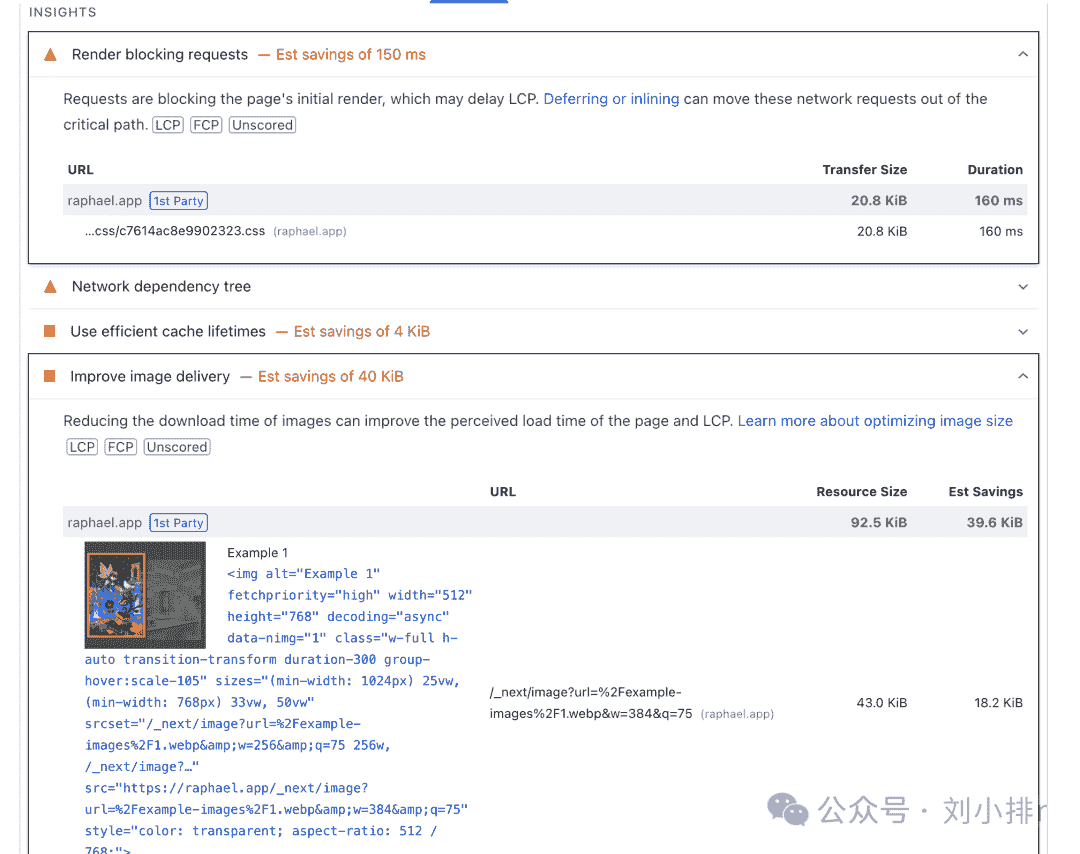 INSIGHTS
Render blocking requests — Est savings of 150 ms
Requests are blocking the page's initial render, which may delay LCP. Deferring or inlining can move these network requests out of the
critical path. LCP FCP Unscored
URL Transfer Size Duration
raphael.app 1st Party 20.8 KiB 160 ms
...css/c7614ac8e9902323.css (raphael.app) 20.8 KiB 160 ms
Network dependency tree
Use efficient cache lifetimes — Est savings of 4 KiB
Improve image delivery — Est savings of 40 KiB
Reducing the download time of images can improve the perceived load time of the page and LCP. Learn more about optimizing image size
LCP FCP Unscored
URL Resource Size Est Savings
raphael.app 1st Party 92.5 KiB 39.6 KiB
Example 1
<img alt="Example 1"
fetchpriority="high" width="512"
height="768" decoding="async"
data-nimg="1" class="w-full h-
auto transition-transform duration-300 group-
hover:scale-105" sizes="(min-width: 1024px) 25vw,
(min-width: 768px) 33vw, 50vw"
srcset="/_next/image?url=%2Fexample-
images%2F1.webp&amp;w=256&amp;q=75 256w,
/_next/image?…"
src="https://raphael.app/_next/image?
url=%2Fexample-images%2F1.webp&amp;w=384&amp;q=75"
style="color: transparent; aspect-ratio: 512 /
768;">
/_next/image?url=%2Fexample-
images%2F1.webp&w=384&q=75 (raphael.app)
43.0 KiB 18.2 KiB
公众号 · 刘小排r